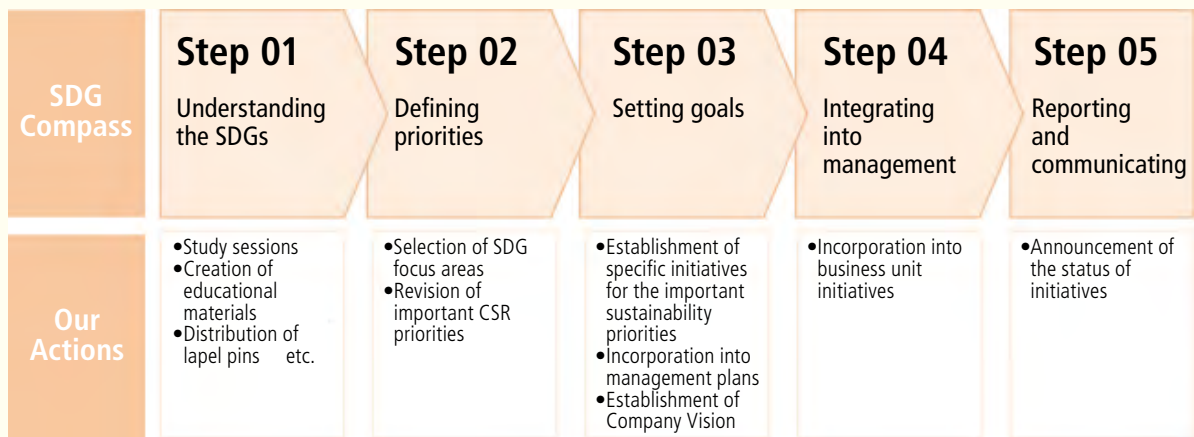 SDG
Compass
Step 01
Understanding
the SDGs
Step 02
Defining
priorities
Step 03
Setting goals
Step 04
Integrating
into
management
Step 05
Reporting
and
communicating
Our
Actions
•Study sessions
•Creation of
educational
materials
•Distribution of
lapel pins etc.
•Selection of SDG
focus areas
•Revision of
important CSR
priorities
•Establishment of
specific initiatives
for the important
sustainability
priorities
•Incorporation into
management plans
•Establishment of
Company Vision
•Incorporation into
business unit
initiatives
•Announcement of
the status of
initiatives